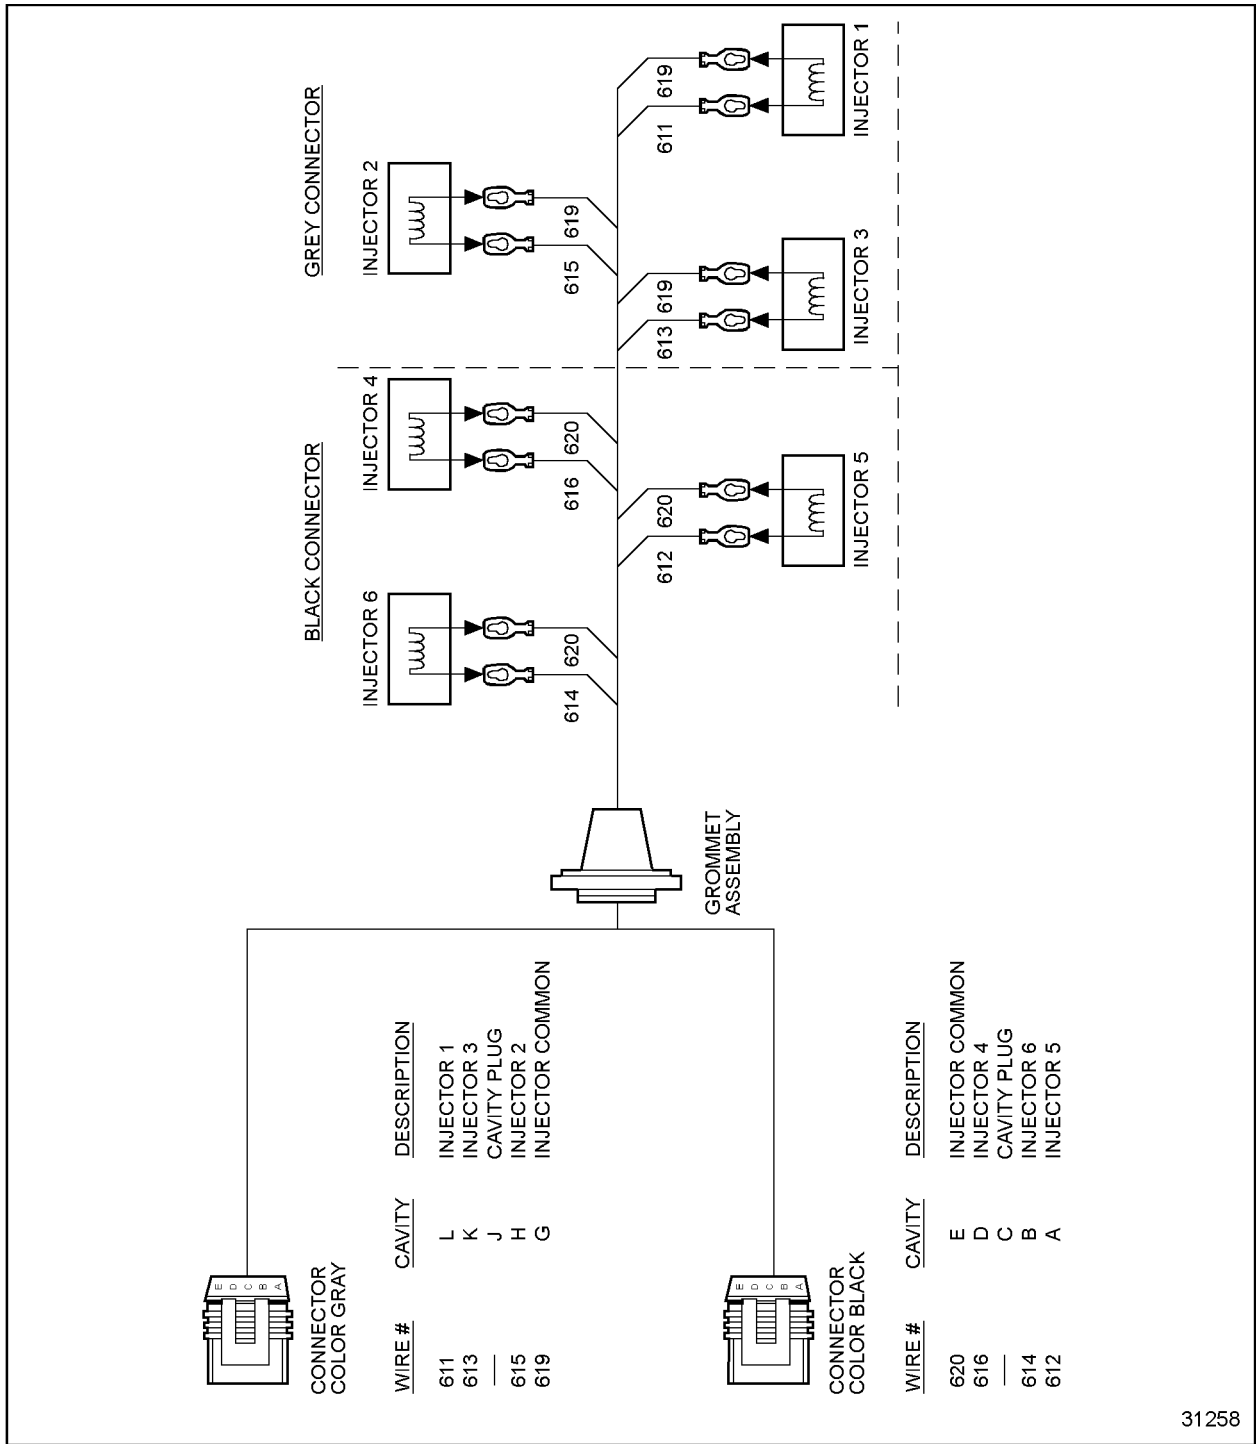 GREY CONNECTOR
BLACK CONNECTOR
INJECTOR 6
INJECTOR 4
INJECTOR 2
614
620
616
620
615
619
612
620
613
619
611
619
INJECTOR 5
INJECTOR 3
INJECTOR 1
GROMMET
ASSEMBLY
E
D
C
B
A
CONNECTOR
COLOR GRAY
WIRE # CAVITY DESCRIPTION
611 L INJECTOR 1
613 K INJECTOR 3
— J CAVITY PLUG
615 H INJECTOR 2
619 G INJECTOR COMMON
E
D
C
B
A
CONNECTOR
COLOR BLACK
WIRE # CAVITY DESCRIPTION
620 E INJECTOR COMMON
616 D INJECTOR 4
— C CAVITY PLUG
614 B INJECTOR 6
612 A INJECTOR 5
31258